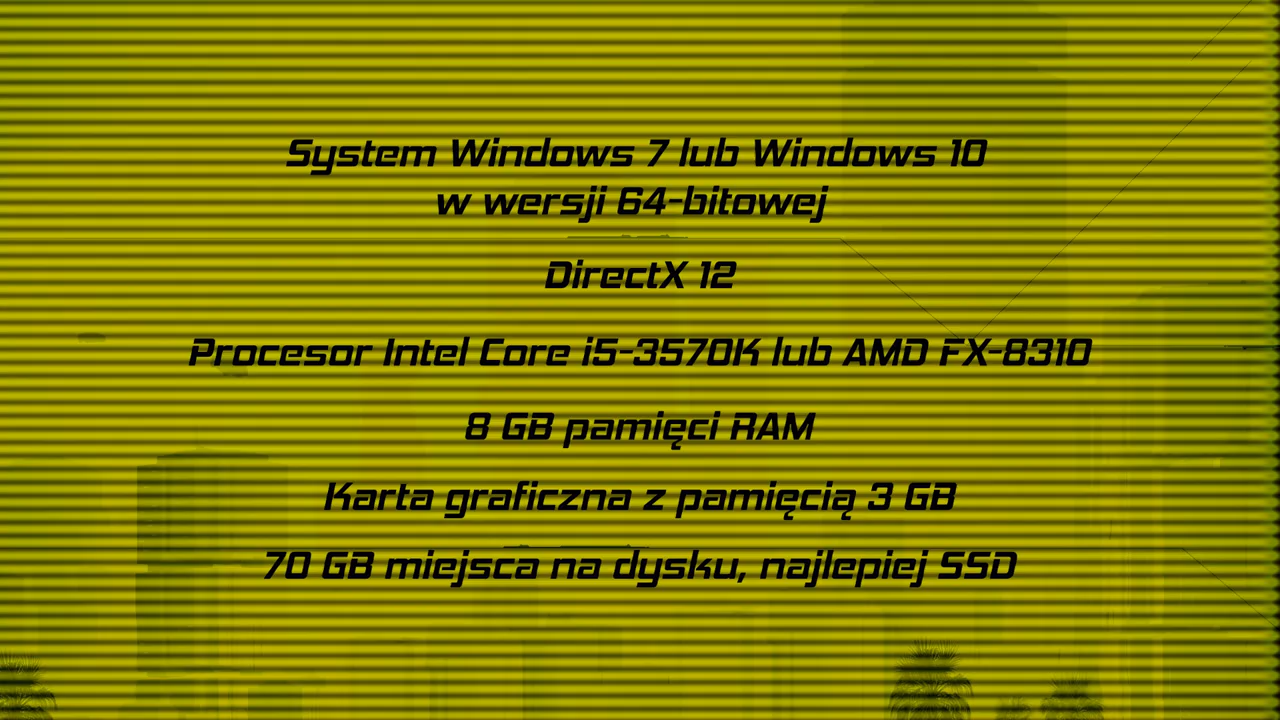 System Windows 7 lub Windows 10
w wersji 64-bitowej
DirectX 12
Procesor Intel Core i5-3570K lub AMD FX-8310
8 GB pamięci RAM
Karta graficzna z pamięcią 3 GB
70 GB miejsca na dysku, najlepiej SSD